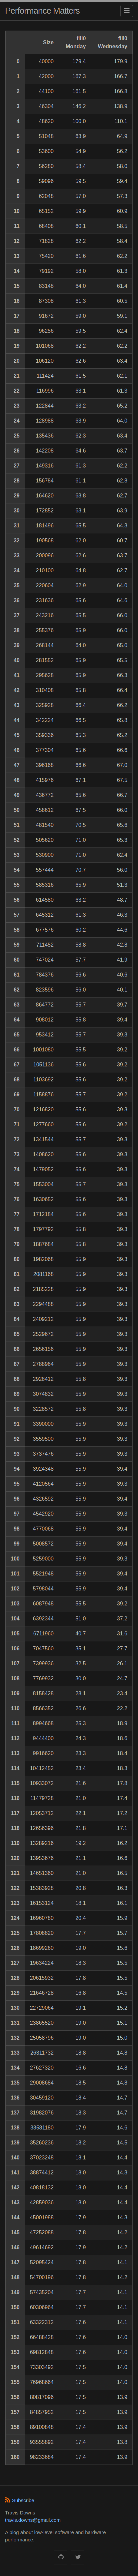 Performance Matters
Size fill0 Monday fill0 Wednesday
0 40000 179.4 179.9
1 42000 187.3 166.7
2 44100 161.5 166.8
3 46304 146.2 138.9
4 48620 100.0 110.1
5 51048 63.9 64.9
6 53600 54.9 56.2
7 56280 58.4 58.0
8 59096 59.5 59.4
9 62048 57.0 57.3
10 65152 59.9 60.9
11 68408 60.1 58.5
12 71828 62.2 58.4
13 75420 61.6 62.2
14 79192 58.0 61.3
15 83148 64.0 61.4
16 87308 61.3 60.5
17 91672 59.0 59.1
18 96256 59.5 62.4
19 101068 62.2 62.2
20 106120 62.6 63.4
21 111424 61.5 62.1
22 116996 63.1 61.3
23 122844 63.2 65.2
24 128988 63.9 64.0
25 135436 62.3 63.4
26 142208 64.6 63.7
27 149316 61.3 62.2
28 156784 61.1 62.8
29 164620 63.8 62.7
30 172852 63.1 63.9
31 181496 65.5 64.3
32 190568 62.0 60.7
33 200096 62.6 63.7
34 210100 64.8 62.7
35 220604 62.9 64.0
36 231636 65.6 64.8
37 243216 65.5 66.0
38 255376 65.9 66.0
39 268144 64.0 65.0
40 281552 65.9 65.5
41 295628 65.9 66.3
42 310408 65.8 66.4
43 325928 66.4 66.2
44 342224 66.5 65.8
45 359336 65.3 65.2
46 377304 65.6 66.6
47 396168 66.6 67.0
48 415976 67.1 67.5
49 436772 65.6 66.7
50 458612 67.5 66.0
51 481540 70.5 65.6
52 505620 71.0 65.3
53 530900 71.0 62.4
54 557444 70.7 56.0
55 585316 65.9 51.3
56 614580 63.2 48.7
57 645312 61.3 46.3
58 677576 60.2 44.6
59 711452 58.8 42.8
60 747024 57.7 41.9
61 784376 56.6 40.6
62 823596 56.0 40.1
63 864772 55.7 39.7
64 908012 55.8 39.4
65 953412 55.7 39.3
66 1001080 55.5 39.2
67 1051136 55.6 39.2
68 1103692 55.6 39.2
69 1158876 55.7 39.2
70 1216820 55.6 39.3
71 1277660 55.6 39.2
72 1341544 55.7 39.3
73 1408620 55.6 39.3
74 1479052 55.6 39.3
75 1553004 55.7 39.3
76 1630652 55.6 39.3
77 1712184 55.6 39.3
78 1797792 55.8 39.3
79 1887684 55.8 39.3
80 1982068 55.9 39.3
81 2081168 55.9 39.3
82 2185228 55.9 39.3
83 2294488 55.9 39.3
84 2409212 55.9 39.3
85 2529672 55.9 39.3
86 2656156 55.9 39.3
87 2788964 55.9 39.3
88 2928412 55.8 39.3
89 3074832 55.9 39.3
90 3228572 55.8 39.3
91 3390000 55.9 39.3
92 3559500 55.9 39.3
93 3737476 55.9 39.3
94 3924348 55.9 39.4
95 4120564 55.9 39.3
96 4326592 55.9 39.4
97 4542920 55.9 39.3
98 4770068 55.9 39.4
99 5008572 55.9 39.4
100 5259000 55.9 39.3
101 5521948 55.9 39.4
102 5798044 55.9 39.4
103 6087948 55.5 39.2
104 6392344 51.0 37.2
105 6711960 40.7 31.6
106 7047560 35.1 27.7
107 7399936 32.5 26.1
108 7769932 30.0 24.7
109 8158428 28.1 23.4
110 8566352 26.6 22.2
111 8994668 25.3 18.9
112 9444400 24.3 18.8
113 9916620 23.3 18.4
114 10412452 23.4 18.3
115 10933072 21.6 17.8
116 11479728 21.0 17.4
117 12053712 22.1 17.2
118 12656396 21.8 17.1
119 13289216 19.2 16.2
120 13953676 21.1 16.6
121 14651360 21.0 16.5
122 15383928 20.8 16.3
123 16153124 18.1 16.1
124 16960780 20.4 15.9
125 17808820 17.7 15.7
126 18699260 19.0 15.6
127 19634224 18.3 15.5
128 20615932 17.8 15.5
129 21646728 16.8 14.5
130 22729064 19.1 15.2
131 23865520 19.0 15.1
132 25058796 19.0 15.0
133 26311732 18.8 14.8
134 27627320 16.6 14.8
135 29008684 18.5 14.8
136 30459120 18.4 14.7
137 31982076 18.3 14.7
138 33581180 17.9 14.6
139 35260236 18.2 14.5
140 37023248 18.1 14.4
141 38874412 18.0 14.3
142 40818132 18.0 14.4
143 42859036 18.0 14.4
144 45001988 17.9 14.2
145 47252088 17.8 14.2
146 49614692 17.9 14.2
147 52095424 17.8 14.1
148 54700196 17.8 14.2
149 57435204 17.7 14.1
150 60306964 17.7 14.1
151 63322312 17.6 14.1
152 66488428 17.6 14.0
153 69812848 17.6 14.0
154 73303492 17.5 14.0
155 76968664 17.5 14.0
156 80817096 17.5 13.9
157 84857952 17.5 13.9
158 89100848 17.4 13.9
159 93555892 17.4 13.8
160 98233684 17.4 13.9
Subscribe
Travis Downs
travis.downs@gmail.com
A blog about low-level software and hardware
performance.